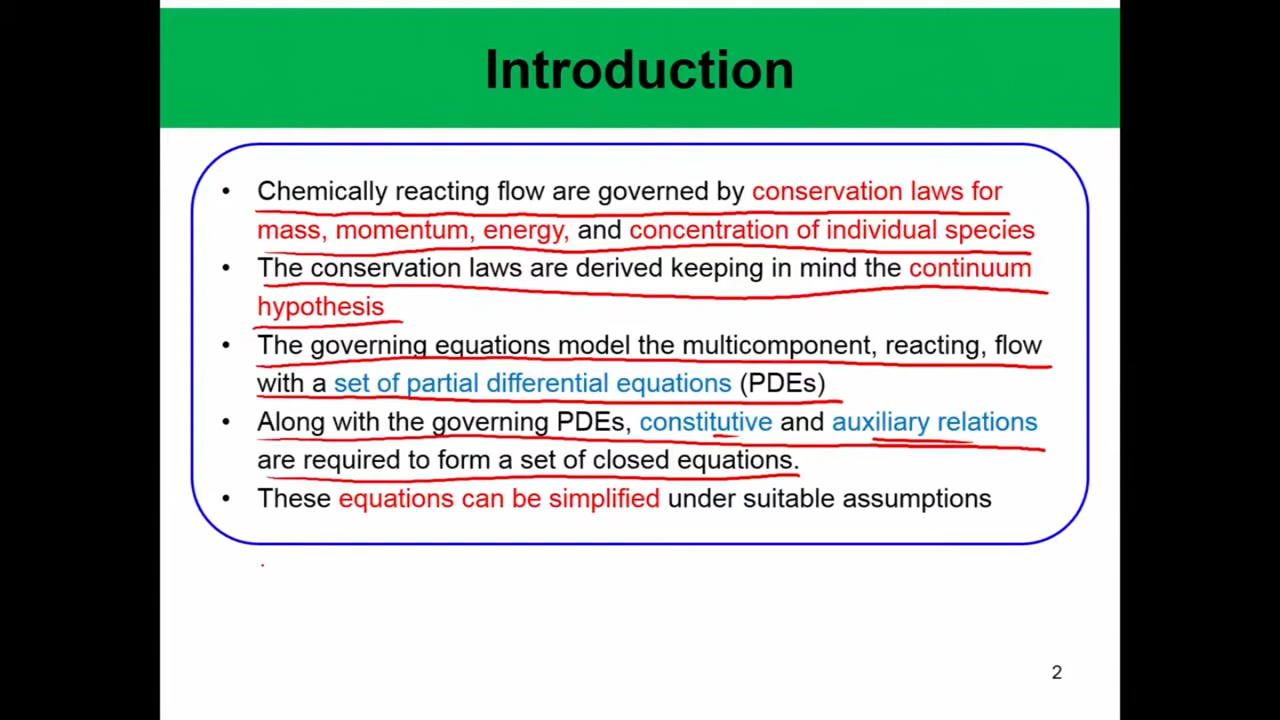 Introduction
• Chemically reacting flow are governed by conservation laws for
mass, momentum, energy, and concentration of individual species
• The conservation laws are derived keeping in mind the continuum
hypothesis
• The governing equations model the multicomponent, reacting, flow
with a set of partial differential equations (PDEs)
• Along with the governing PDEs, constitutive and auxiliary relations
are required to form a set of closed equations.
• These equations can be simplified under suitable assumptions
2